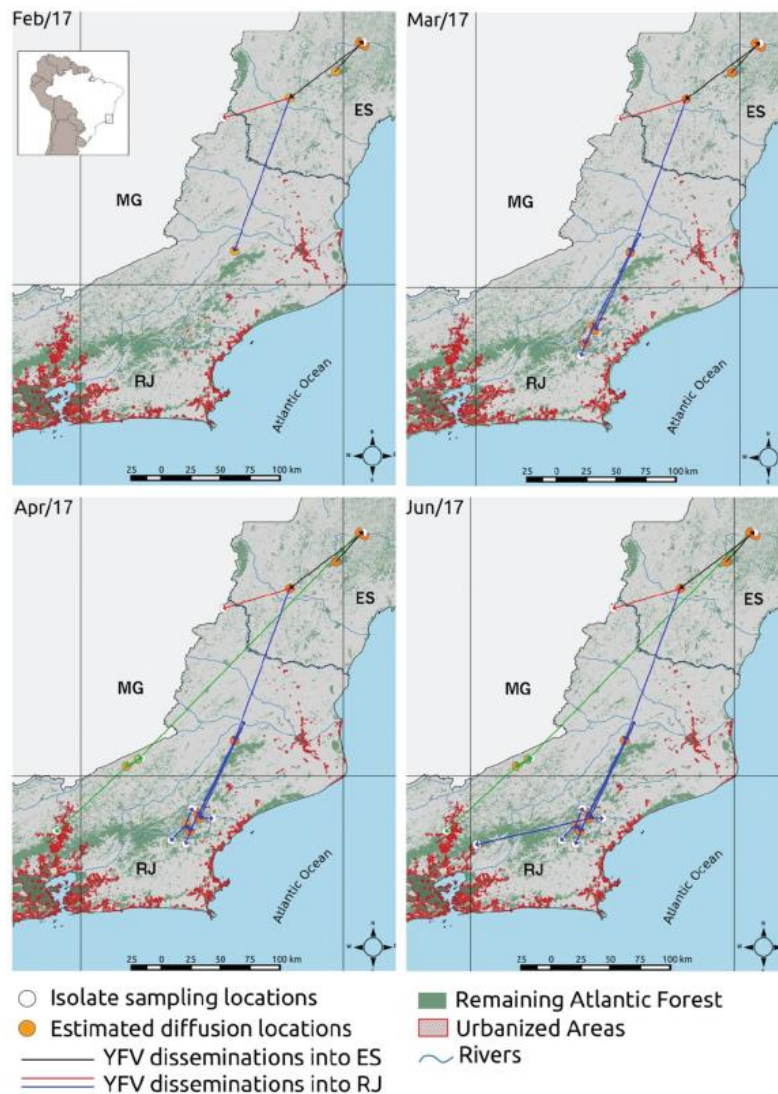 Feb/17
Mar/17
ES
MG
RJ
Atlantic Ocean
25 0 25 50 75 100 km
ES
MG
RJ
Atlantic Ocean
25 0 25 50 75 100 km
Apr/17
Jun/17
ES
MG
RJ
Atlantic Ocean
25 0 25 50 75 100 km
ES
MG
RJ
Atlantic Ocean
25 0 25 50 75 100 km
Isolate sampling locations
Estimated diffusion locations
YFV disseminations into ES
YFV disseminations into RJ
Remaining Atlantic Forest
Urbanized Areas
Rivers